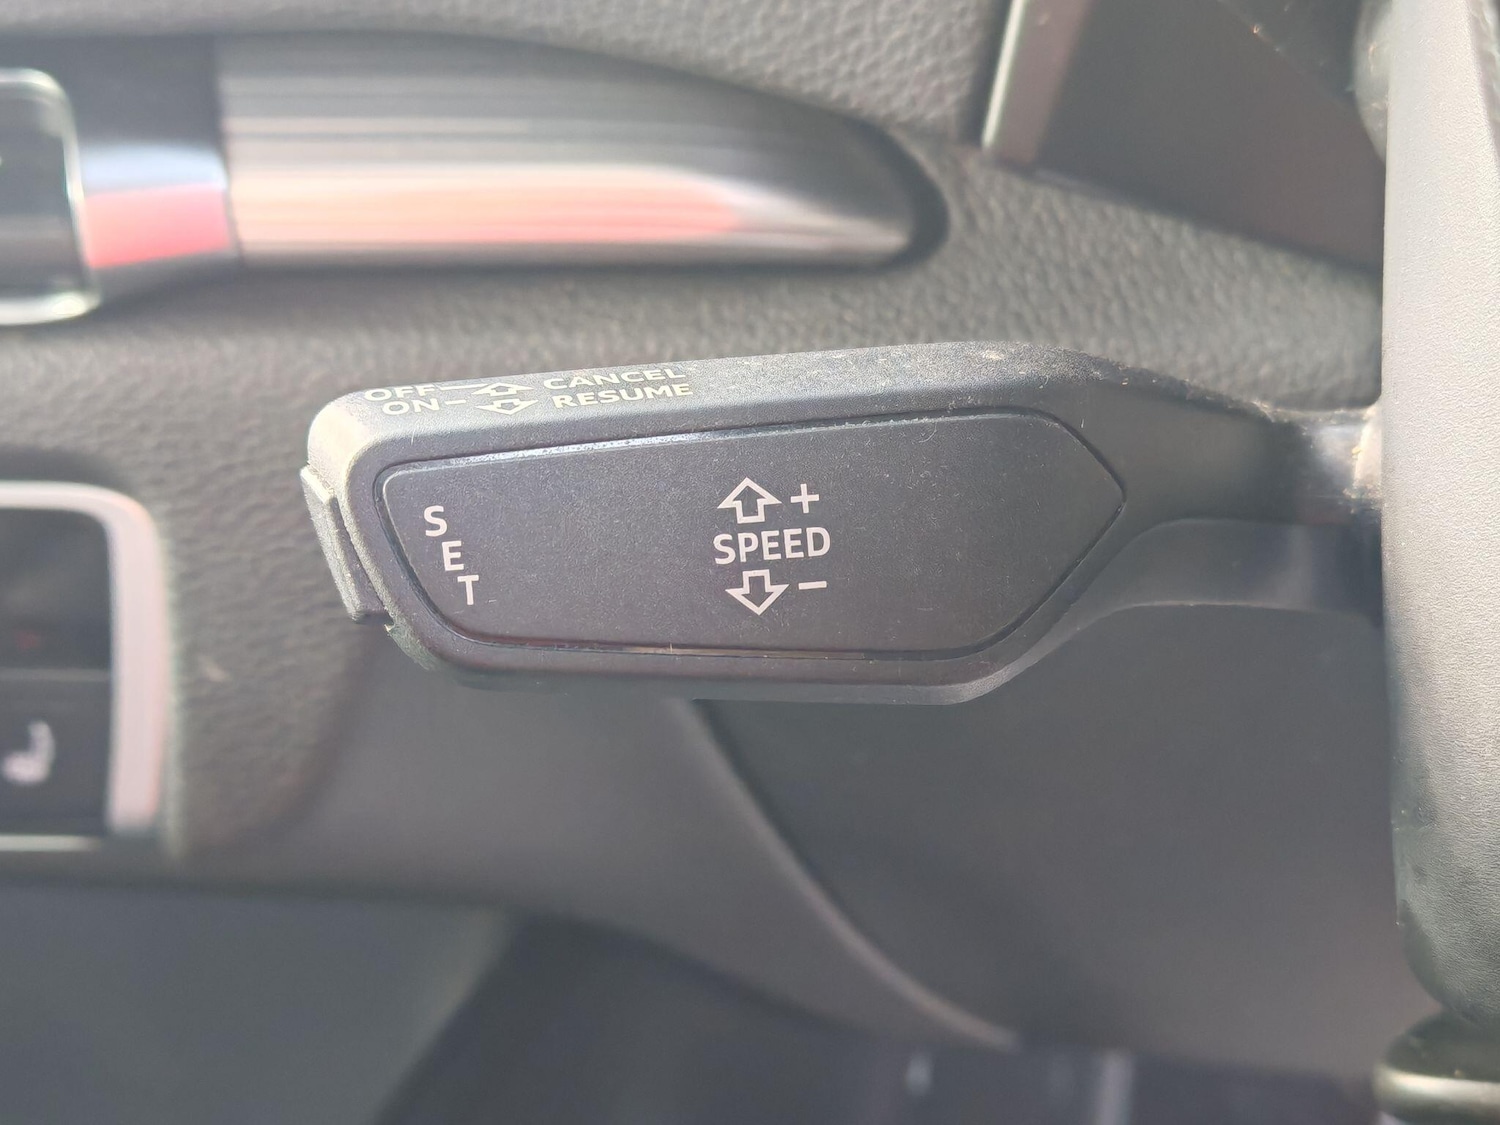 OFF CANCEL
ON RESUME
SET
+
SPEED
-